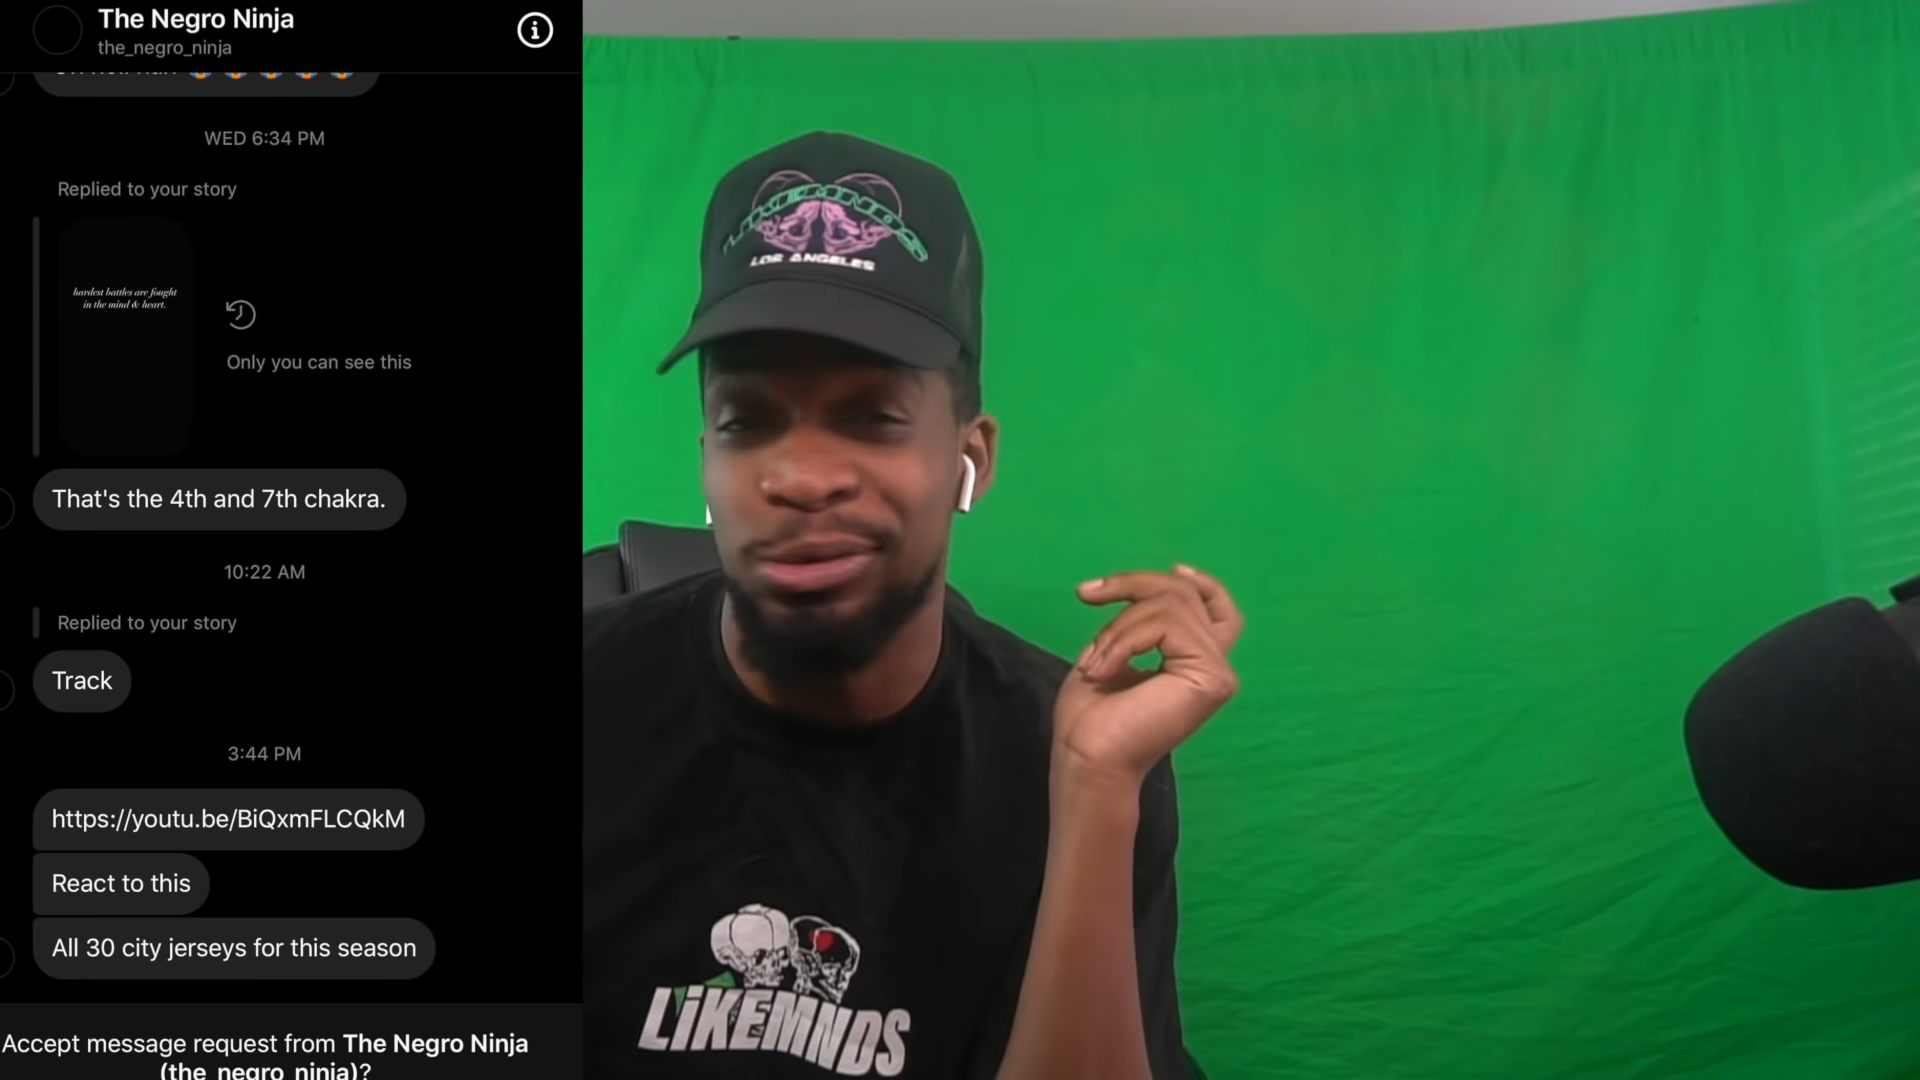 The Negro Ninja
the_negro_ninja
WED 6:34 PM
Replied to your story
hardest battles are fought
in the mind & heart.
Only you can see this
That's the 4th and 7th chakra.
10:22 AM
Replied to your story
Track
3:44 PM
https://youtu.be/BiQxmFLCQkM
React to this
All 30 city jerseys for this season
Accept message request from The Negro Ninja
(the_negro_ninja)?
LIKEMNDS
LOS ANGELES
LiKEMNDS